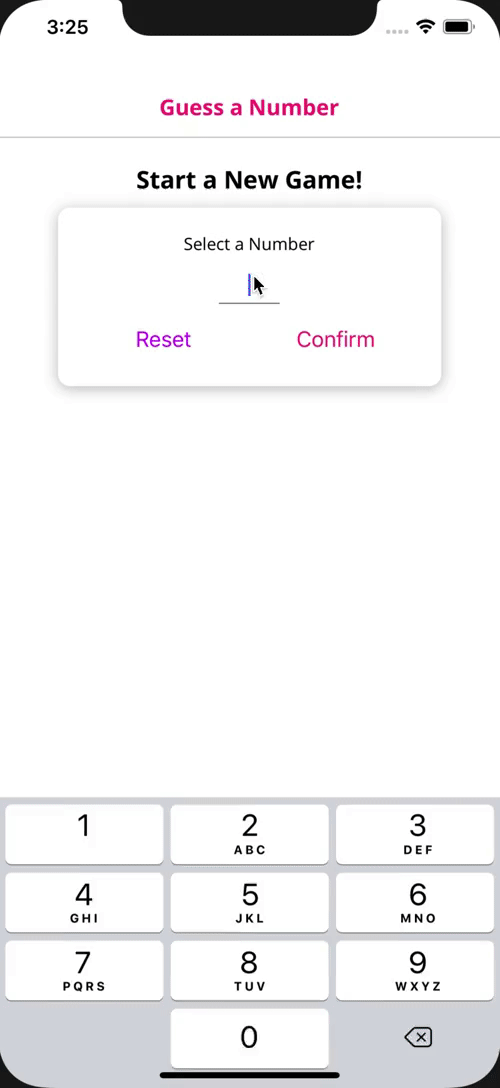 3:25
Guess a Number
Start a New Game!
Select a Number
Reset Confirm
1 2 3
ABC DEF
4 5 6
GHI JKL MNO
7 8 9
PQRS TUV WXYZ
0